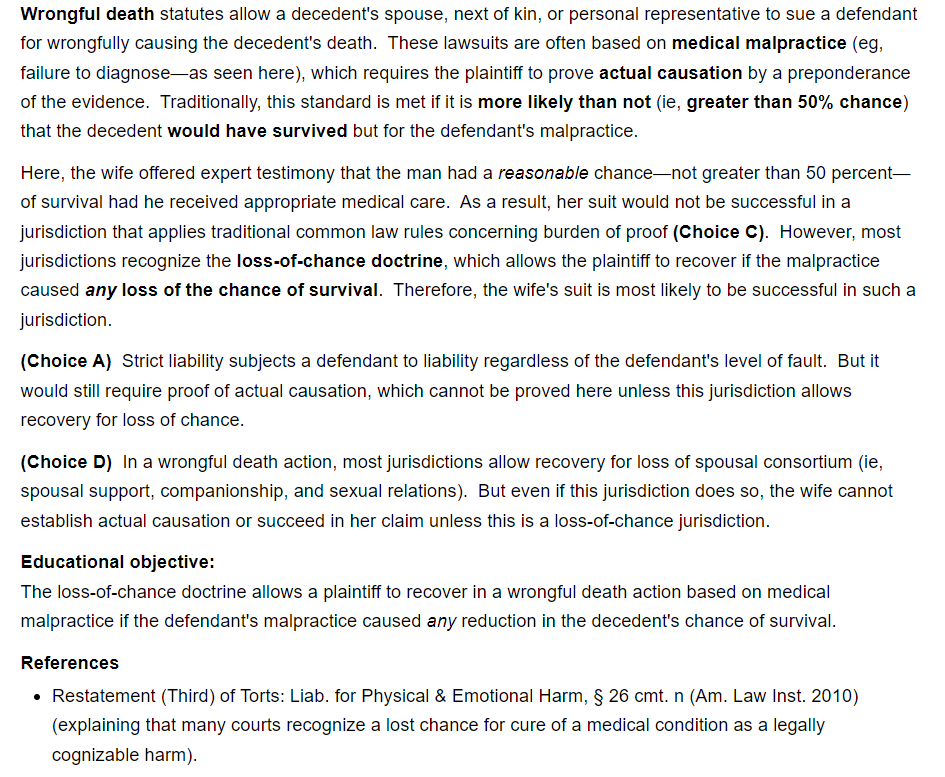 Wrongful death statutes allow a decedent's spouse, next of kin, or personal representative to sue a defendant
for wrongfully causing the decedent's death. These lawsuits are often based on medical malpractice (eg,
failure to diagnose—as seen here), which requires the plaintiff to prove actual causation by a preponderance
of the evidence. Traditionally, this standard is met if it is more likely than not (ie, greater than 50% chance)
that the decedent would have survived but for the defendant's malpractice.
Here, the wife offered expert testimony that the man had a reasonable chance—not greater than 50 percent—
of survival had he received appropriate medical care. As a result, her suit would not be successful in a
jurisdiction that applies traditional common law rules concerning burden of proof (Choice C). However, most
jurisdictions recognize the loss-of-chance doctrine, which allows the plaintiff to recover if the malpractice
caused any loss of the chance of survival. Therefore, the wife's suit is most likely to be successful in such a
jurisdiction.
(Choice A) Strict liability subjects a defendant to liability regardless of the defendant's level of fault. But it
would still require proof of actual causation, which cannot be proved here unless this jurisdiction allows
recovery for loss of chance.
(Choice D) In a wrongful death action, most jurisdictions allow recovery for loss of spousal consortium (ie,
spousal support, companionship, and sexual relations). But even if this jurisdiction does so, the wife cannot
establish actual causation or succeed in her claim unless this is a loss-of-chance jurisdiction.
Educational objective:
The loss-of-chance doctrine allows a plaintiff to recover in a wrongful death action based on medical
malpractice if the defendant's malpractice caused any reduction in the decedent's chance of survival.
References
• Restatement (Third) of Torts: Liab. for Physical & Emotional Harm, § 26 cmt. n (Am. Law Inst. 2010)
(explaining that many courts recognize a lost chance for cure of a medical condition as a legally
cognizable harm).